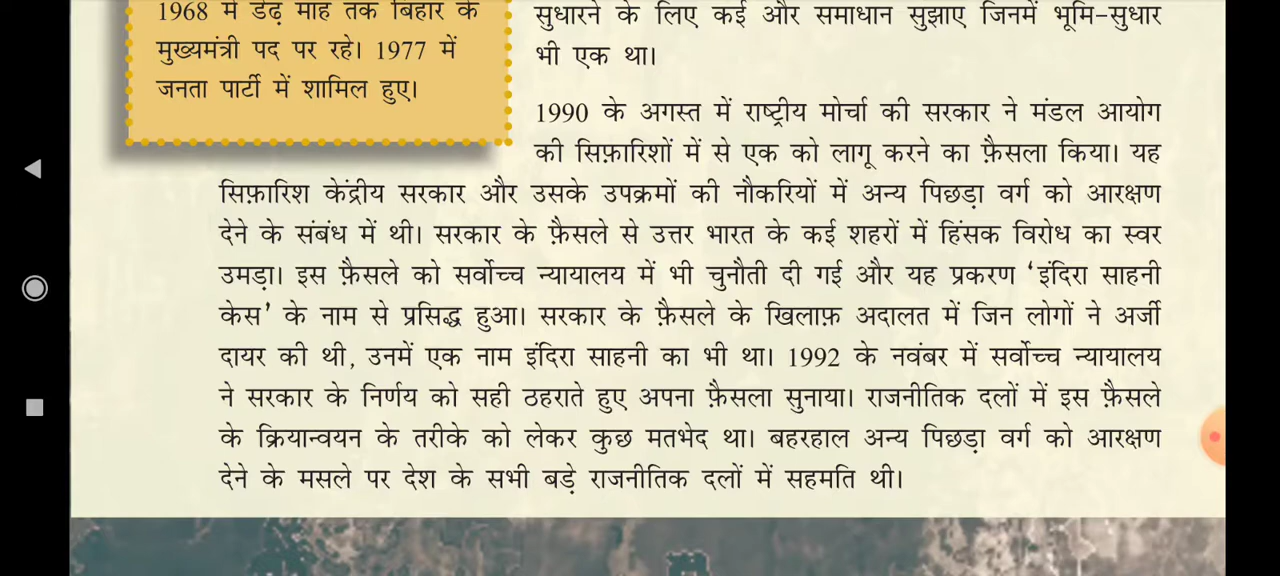 1968 में डेढ़ माह तक बिहार के
मुख्यमंत्री पद पर रहे। 1977 में
जनता पार्टी में शामिल हुए।
सुधारने के लिए कई और समाधान सुझाए जिनमें भूमि-सुधार
भी एक था।
1990 के अगस्त में राष्ट्रीय मोर्चा की सरकार ने मंडल आयोग
की सिफ़ारिशों में से एक को लागू करने का फ़ैसला किया। यह
सिफ़ारिश केंद्रीय सरकार और उसके उपक्रमों की नौकरियों में अन्य पिछड़ा वर्ग को आरक्षण
देने के संबंध में थी। सरकार के फ़ैसले से उत्तर भारत के कई शहरों में हिंसक विरोध का स्वर
उमड़ा। इस फ़ैसले को सर्वोच्च न्यायालय में भी चुनौती दी गई और यह प्रकरण ‘इंदिरा साहनी
केस’ के नाम से प्रसिद्ध हुआ। सरकार के फ़ैसले के खिलाफ़ अदालत में जिन लोगों ने अर्जी
दायर की थी, उनमें एक नाम इंदिरा साहनी का भी था। 1992 के नवंबर में सर्वोच्च न्यायालय
ने सरकार के निर्णय को सही ठहराते हुए अपना फ़ैसला सुनाया। राजनीतिक दलों में इस फ़ैसले
के क्रियान्वयन के तरीके को लेकर कुछ मतभेद था। बहरहाल अन्य पिछड़ा वर्ग को आरक्षण
देने के मसले पर देश के सभी बड़े राजनीतिक दलों में सहमति थी।